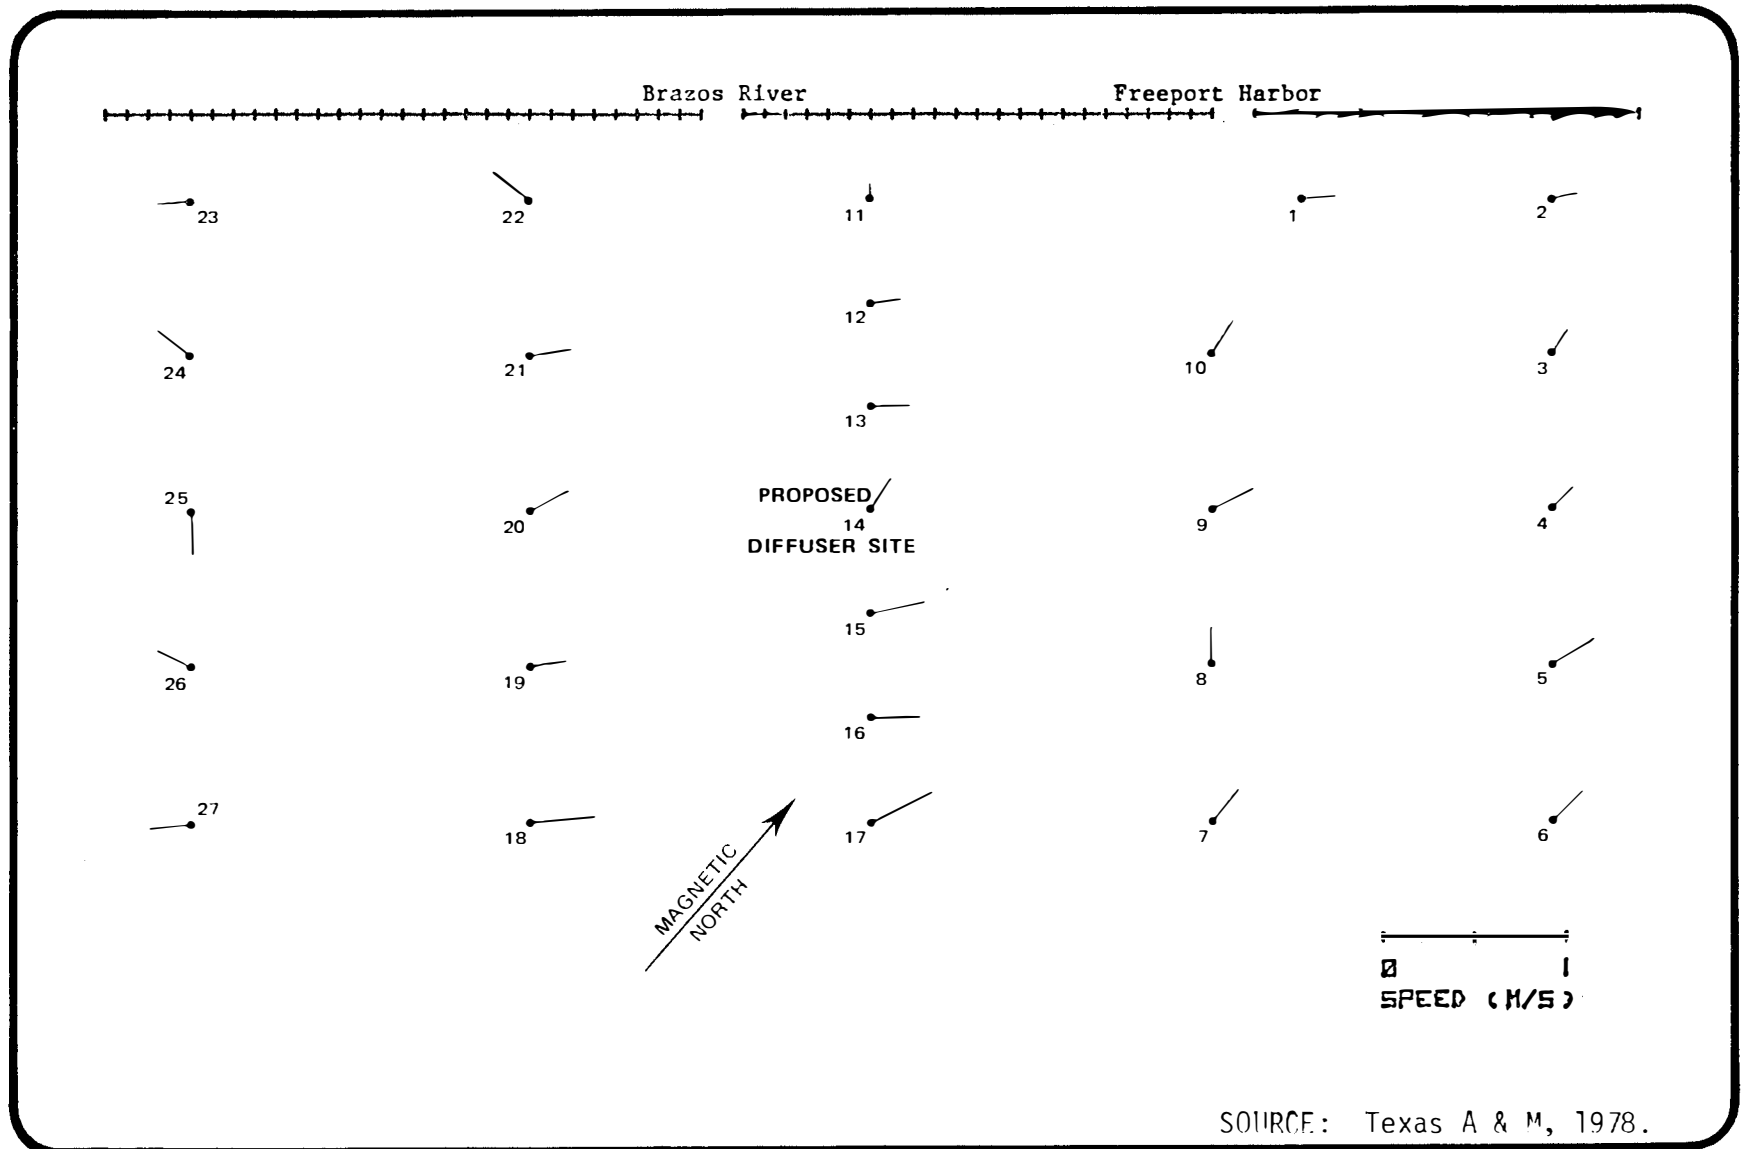 Brazos River Freeport Harbor
23 22 11 1 2
12
24 21 10 3
13
25
PROPOSED
20 14 9 4
DIFFUSER SITE
15
26 19 8 5
16
27
18 17 7 6
MAGNETIC
NORTH
0 1
SPEED (M/S)
SOURCE: Texas A & M, 1978.